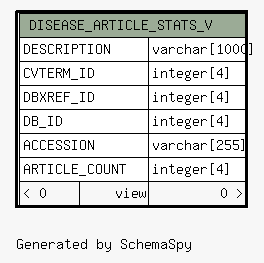 DISEASE_ARTICLE_STATS_V
DESCRIPTION varchar[1000]
CVTERM_ID integer[4]
DBXREF_ID integer[4]
DB_ID integer[4]
ACCESSION varchar[255]
ARTICLE_COUNT integer[4]
< 0 view 0 >
Generated by SchemaSpy